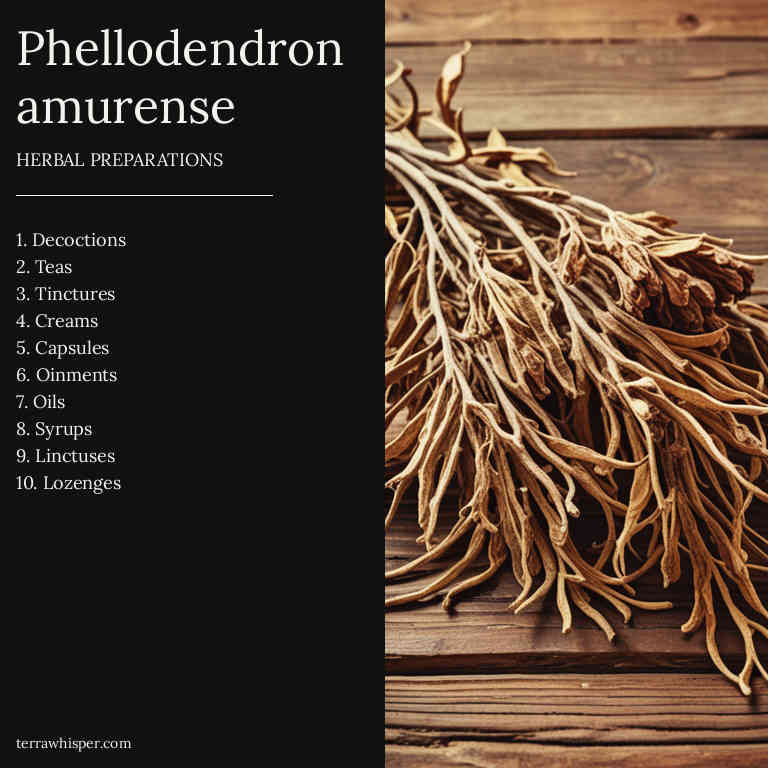 Phellodendron
amurense
HERBAL PREPARATIONS
1. Decoctions
2. Teas
3. Tinctures
4. Creams
5. Capsules
6. Oinments
7. Oils
8. Syrups
9. Linctuses
10. Lozenges
terrawhisper.com